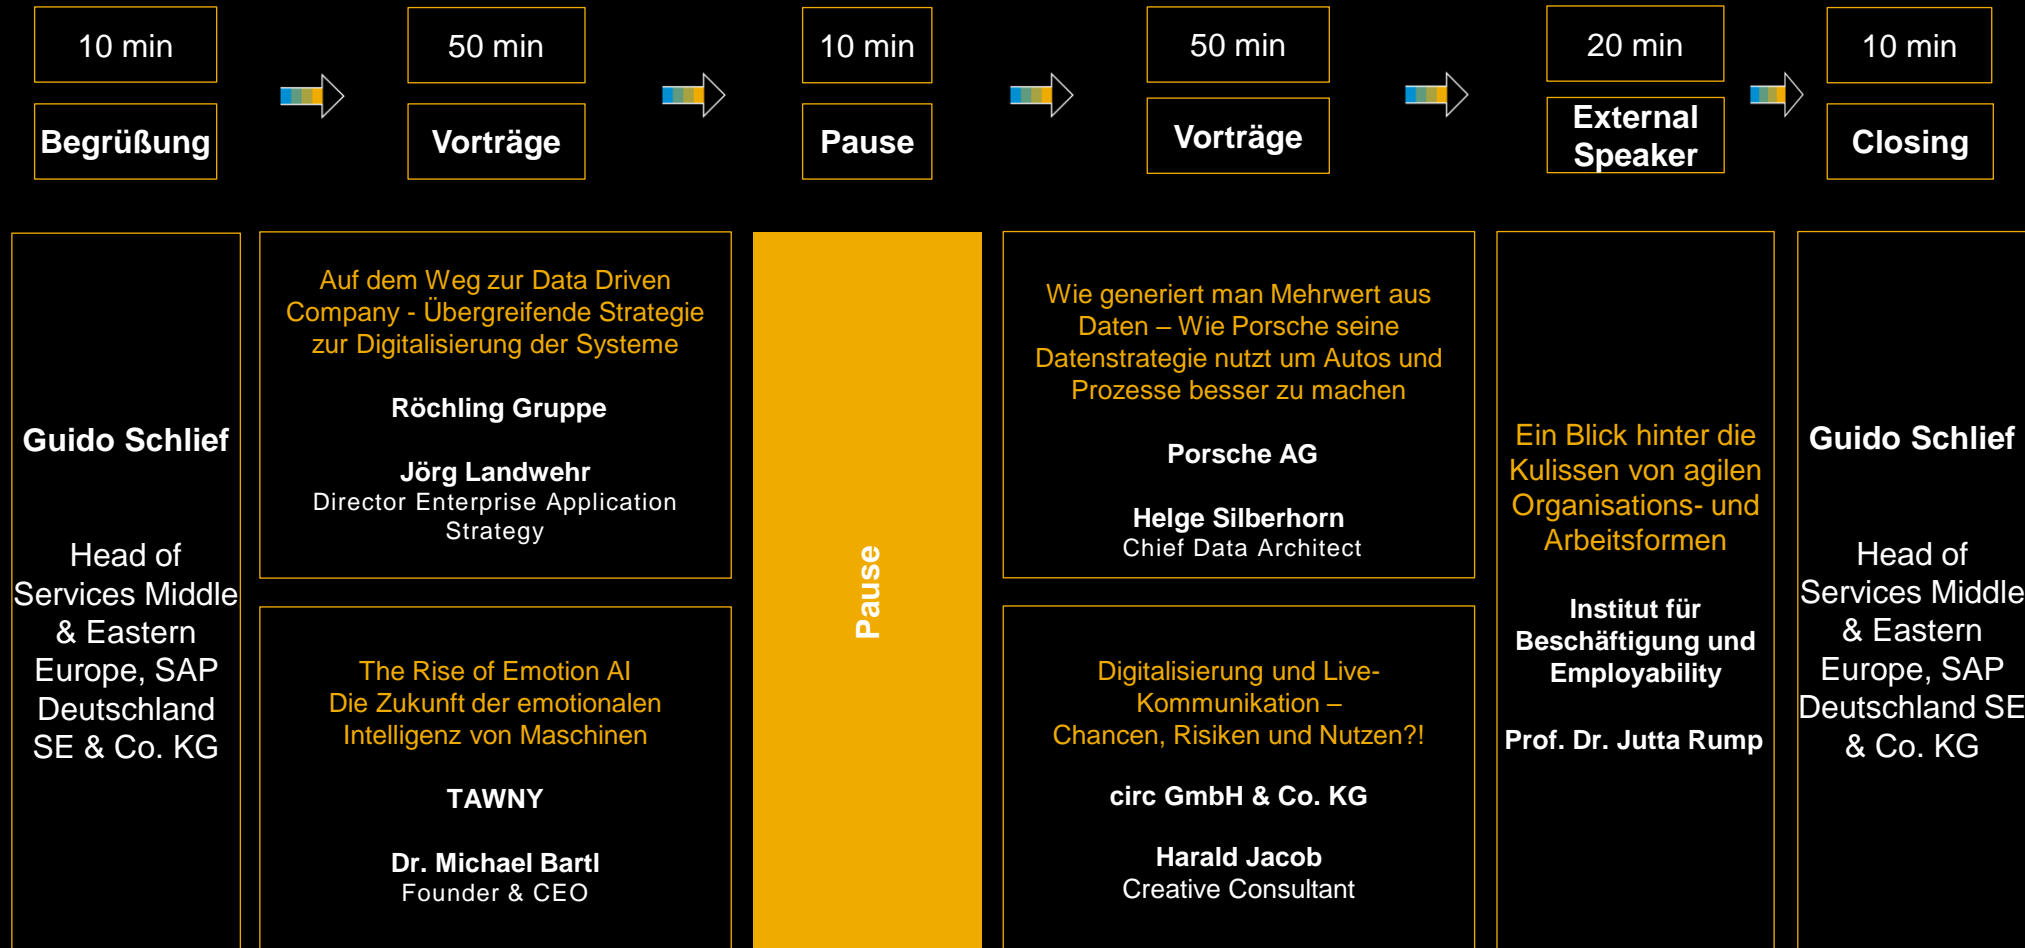 10 min
50 min
10 min
50 min
20 min
10 min
Begrüßung
Vorträge
Pause
Vorträge
External
Speaker
Closing
Guido Schlief
Head of
Services Middle
& Eastern
Europe, SAP
Deutschland
SE & Co. KG
Auf dem Weg zur Data Driven
Company - Übergreifende Strategie
zur Digitalisierung der Systeme
Röchling Gruppe
Jörg Landwehr
Director Enterprise Application
Strategy
The Rise of Emotion AI
Die Zukunft der emotionalen
Intelligenz von Maschinen
TAWNY
Dr. Michael Bartl
Founder & CEO
Pause
Wie generiert man Mehrwert aus
Daten – Wie Porsche seine
Datenstrategie nutzt um Autos und
Prozesse besser zu machen
Porsche AG
Helge Silberhorn
Chief Data Architect
Digitalisierung und Live-
Kommunikation –
Chancen, Risiken und Nutzen?!
circ GmbH & Co. KG
Harald Jacob
Creative Consultant
Ein Blick hinter die
Kulissen von agilen
Organisations- und
Arbeitsformen
Institut für
Beschäftigung und
Employability
Prof. Dr. Jutta Rump
Guido Schlief
Head of
Services Middle
& Eastern
Europe, SAP
Deutschland SE
& Co. KG